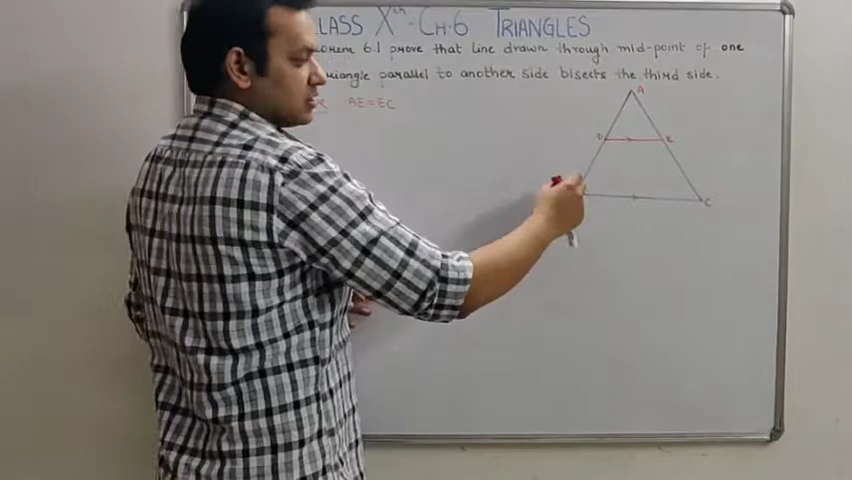 LASS Xth - CH-6 TRIANGLES
orem 6.1 prove that line drawn through mid-point of one
riangle parallel to another side bisects the third side.
AE=EC
A
D E
C